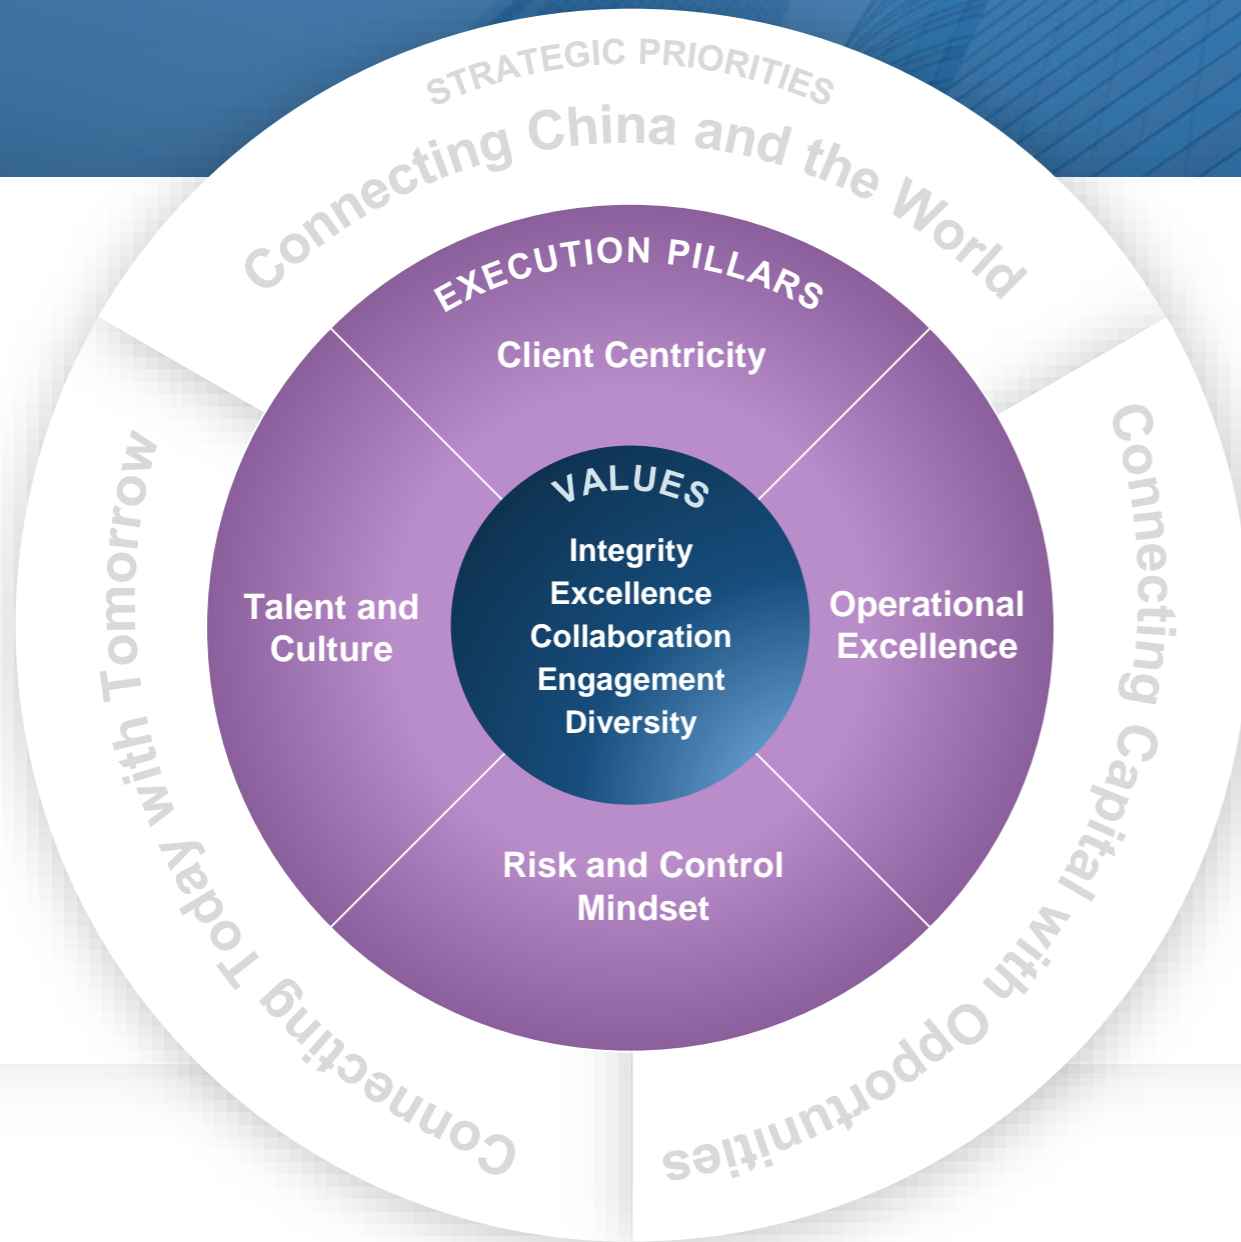 STRATEGIC PRIORITIES
Connecting China and the World
Connecting Capital with Opportunities
Connecting Today with Tomorrow
EXECUTION PILLARS
Client Centricity
Operational
Excellence
Risk and Control
Mindset
Talent and
Culture
VALUES
Integrity
Excellence
Collaboration
Engagement
Diversity